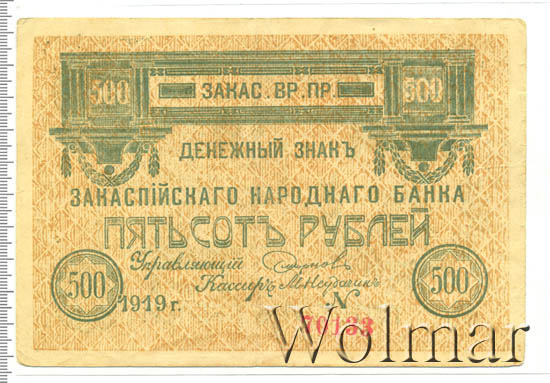 500 ЗАКАС. ВР. ПР. 500
ДЕНЕЖНЫЙ ЗНАКЪ
ЗАКАСПІЙСКАГО НАРОДНАГО БАНКА
ПЯТЬСОТЪ РУБЛЕЙ
Управляющій
Кассиръ
500 1919 г. № 500
70133
Wolmar